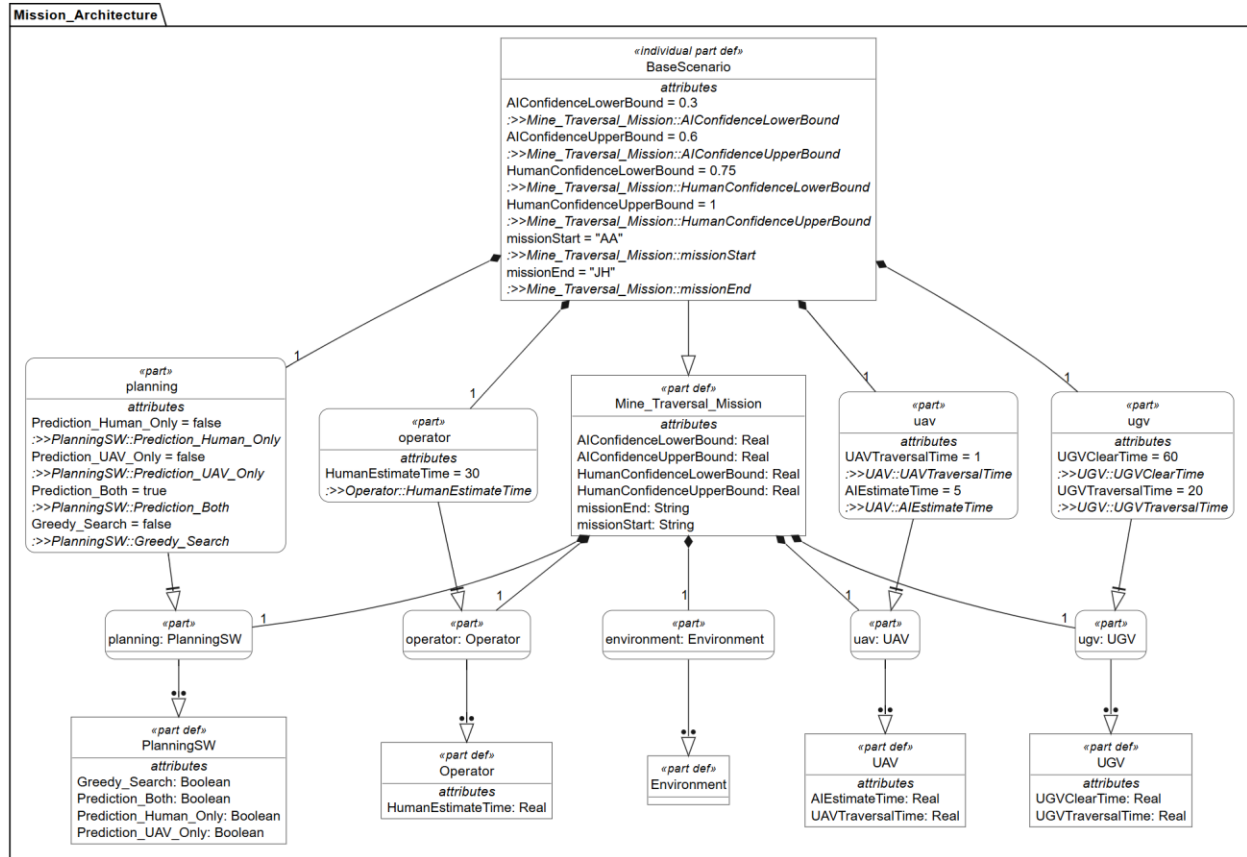 Mission_Architecture
«individual part def»
BaseScenario
attributes
AIConfidenceLowerBound = 0.3
:>>Mine_Traversal_Mission::AIConfidenceLowerBound
AIConfidenceUpperBound = 0.6
:>>Mine_Traversal_Mission::AIConfidenceUpperBound
HumanConfidenceLowerBound = 0.75
:>>Mine_Traversal_Mission::HumanConfidenceLowerBound
HumanConfidenceUpperBound = 1
:>>Mine_Traversal_Mission::HumanConfidenceUpperBound
missionStart = "AA"
:>>Mine_Traversal_Mission::missionStart
missionEnd = "JH"
:>>Mine_Traversal_Mission::missionEnd
1
«part»
planning
attributes
Prediction_Human_Only = false
:>>PlanningSW::Prediction_Human_Only
Prediction_UAV_Only = false
:>>PlanningSW::Prediction_UAV_Only
Prediction_Both = true
:>>PlanningSW::Prediction_Both
Greedy_Search = false
:>>PlanningSW::Greedy_Search
1
«part»
operator
attributes
HumanEstimateTime = 30
:>>Operator::HumanEstimateTime
«part def»
Mine_Traversal_Mission
attributes
AIConfidenceLowerBound: Real
AIConfidenceUpperBound: Real
HumanConfidenceLowerBound: Real
HumanConfidenceUpperBound: Real
missionEnd: String
missionStart: String
1
«part»
uav
attributes
UAVTraversalTime = 1
:>>UAV::UAVTraversalTime
AIEstimateTime = 5
:>>UAV::AIEstimateTime
1
«part»
ugv
attributes
UGVClearTime = 60
:>>UGV::UGVClearTime
UGVTraversalTime = 20
:>>UGV::UGVTraversalTime
1
«part»
planning: PlanningSW
1
«part»
operator: Operator
1
«part»
environment: Environment
1
«part»
uav: UAV
1
«part»
ugv: UGV
«part def»
PlanningSW
attributes
Greedy_Search: Boolean
Prediction_Both: Boolean
Prediction_Human_Only: Boolean
Prediction_UAV_Only: Boolean
«part def»
Operator
attributes
HumanEstimateTime: Real
«part def»
Environment
«part def»
UAV
attributes
AIEstimateTime: Real
UAVTraversalTime: Real
«part def»
UGV
attributes
UGVClearTime: Real
UGVTraversalTime: Real